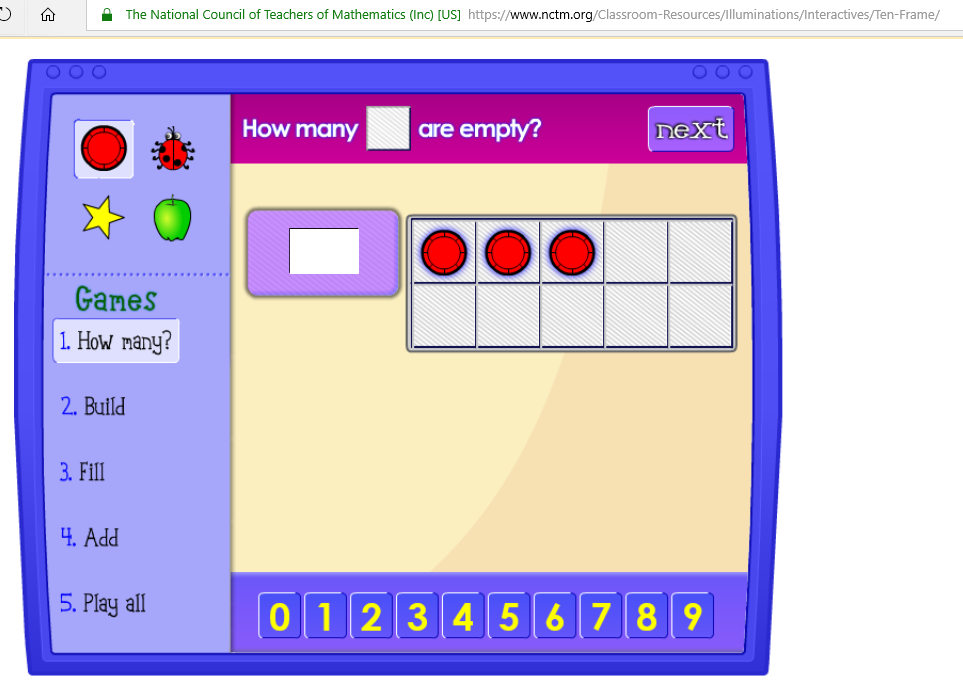 The National Council of Teachers of Mathematics (Inc) [US] https://www.nctm.org/Classroom-Resources/Illuminations/Interactives/Ten-Frame/
How many are empty?
next
Games
1. How many?
2. Build
3. Fill
4. Add
5. Play all
0 1 2 3 4 5 6 7 8 9